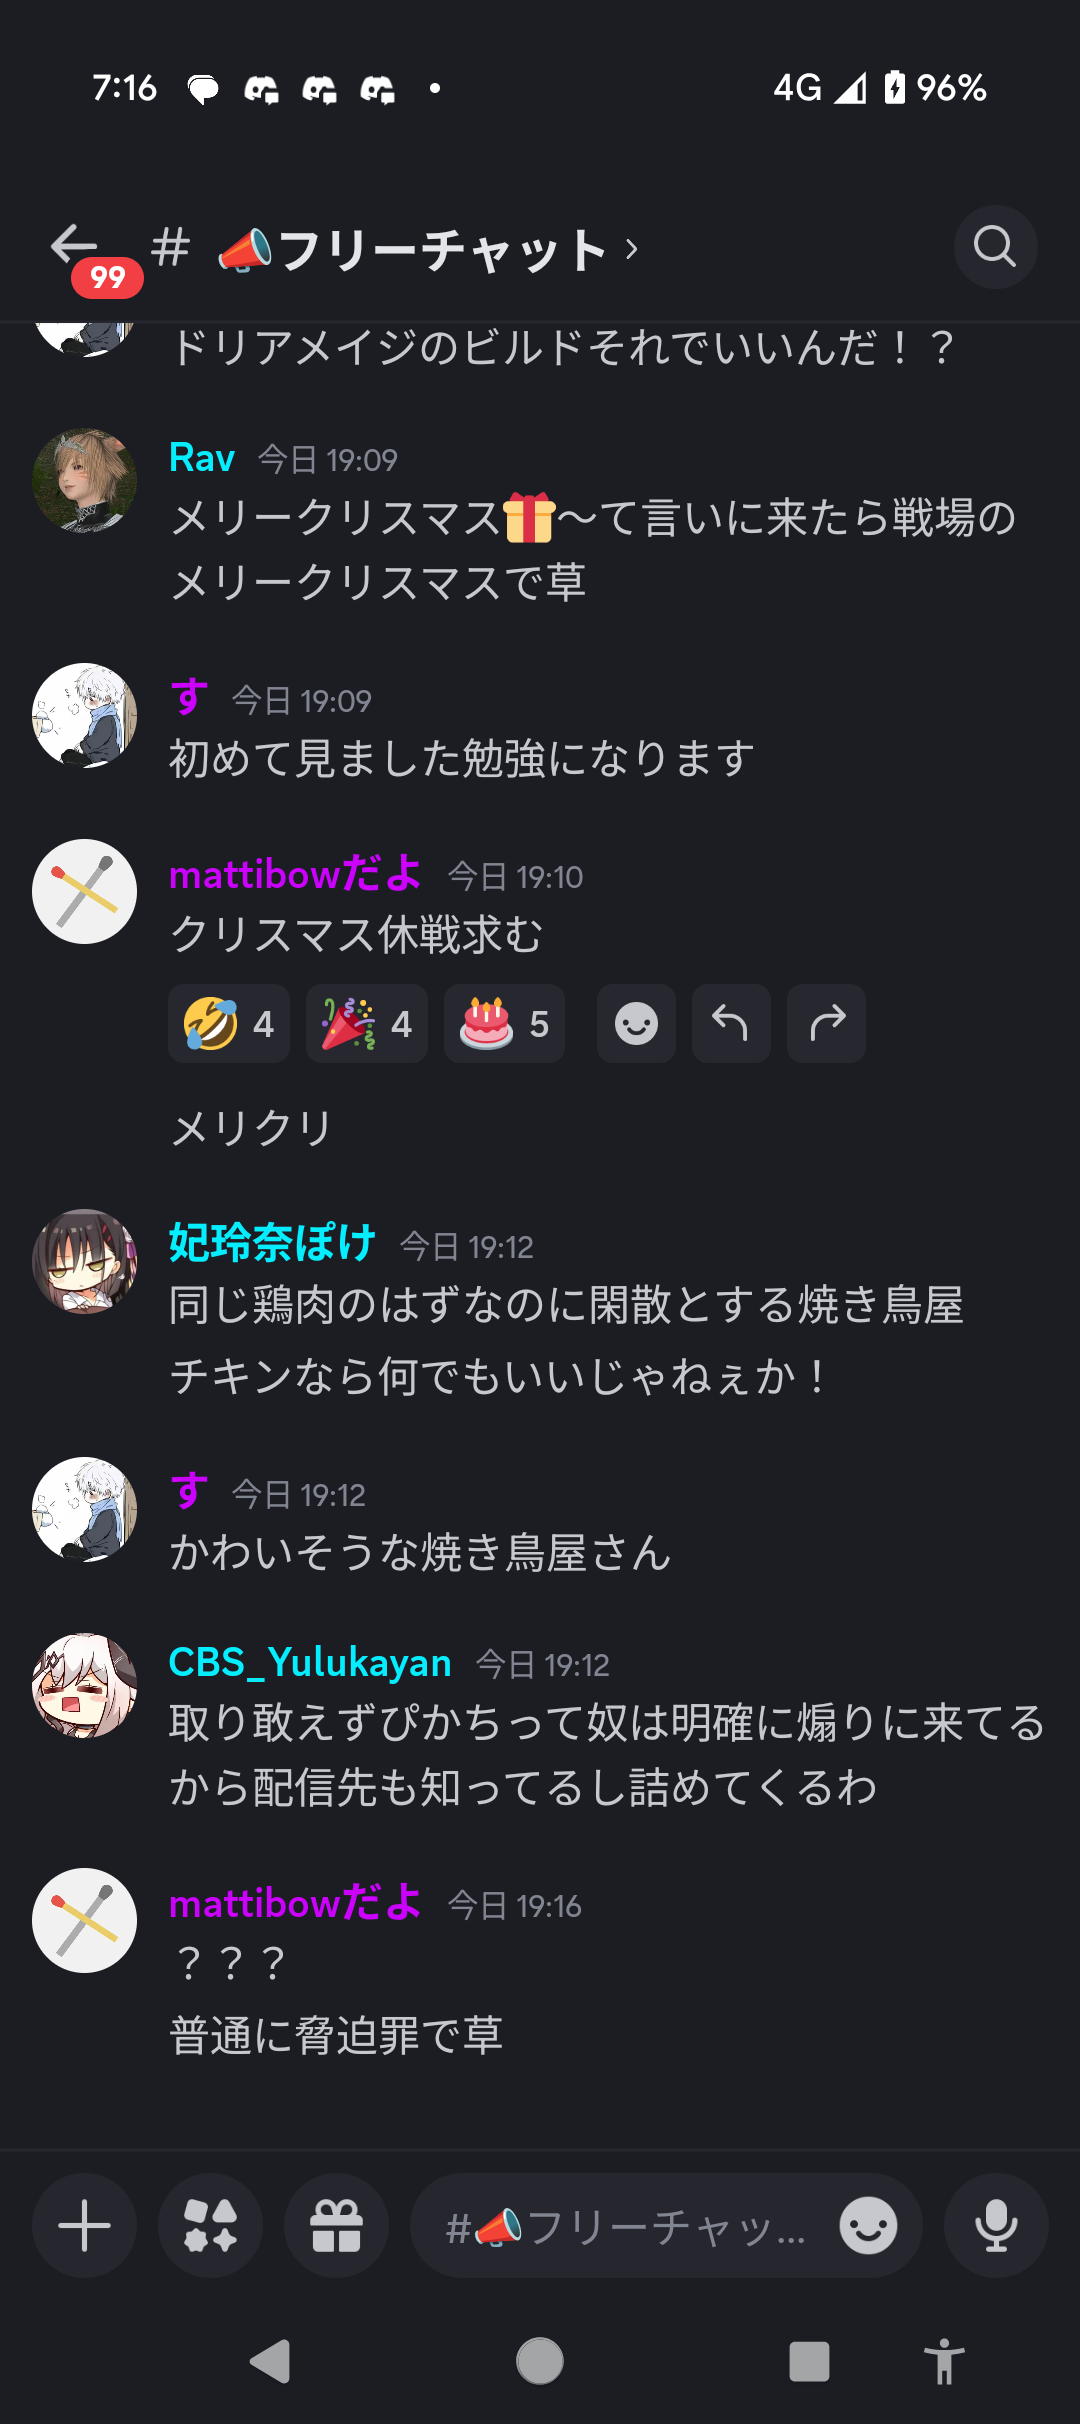 7:16
4G 96%
99
# 📣フリーチャット ›
ドリアメイジのビルドそれでいいんだ！？
Rav 今日 19:09
メリークリスマス🎁〜て言いに来たら戦場の
メリークリスマスで草
す 今日 19:09
初めて見ました勉強になります
mattibowだよ 今日 19:10
クリスマス休戦求む
🤣 4 🎉 4 🎂 5
メリクリ
妃玲奈ぽけ 今日 19:12
同じ鶏肉のはずなのに閑散とする焼き鳥屋
チキンなら何でもいいじゃねぇか！
す 今日 19:12
かわいそうな焼き鳥屋さん
CBS_Yulukayan 今日 19:12
取り敢えずぴかちって奴は明確に煽りに来てる
から配信先も知ってるし詰めてくるわ
mattibowだよ 今日 19:16
？？？
普通に脅迫罪で草
#📣フリーチャッ...